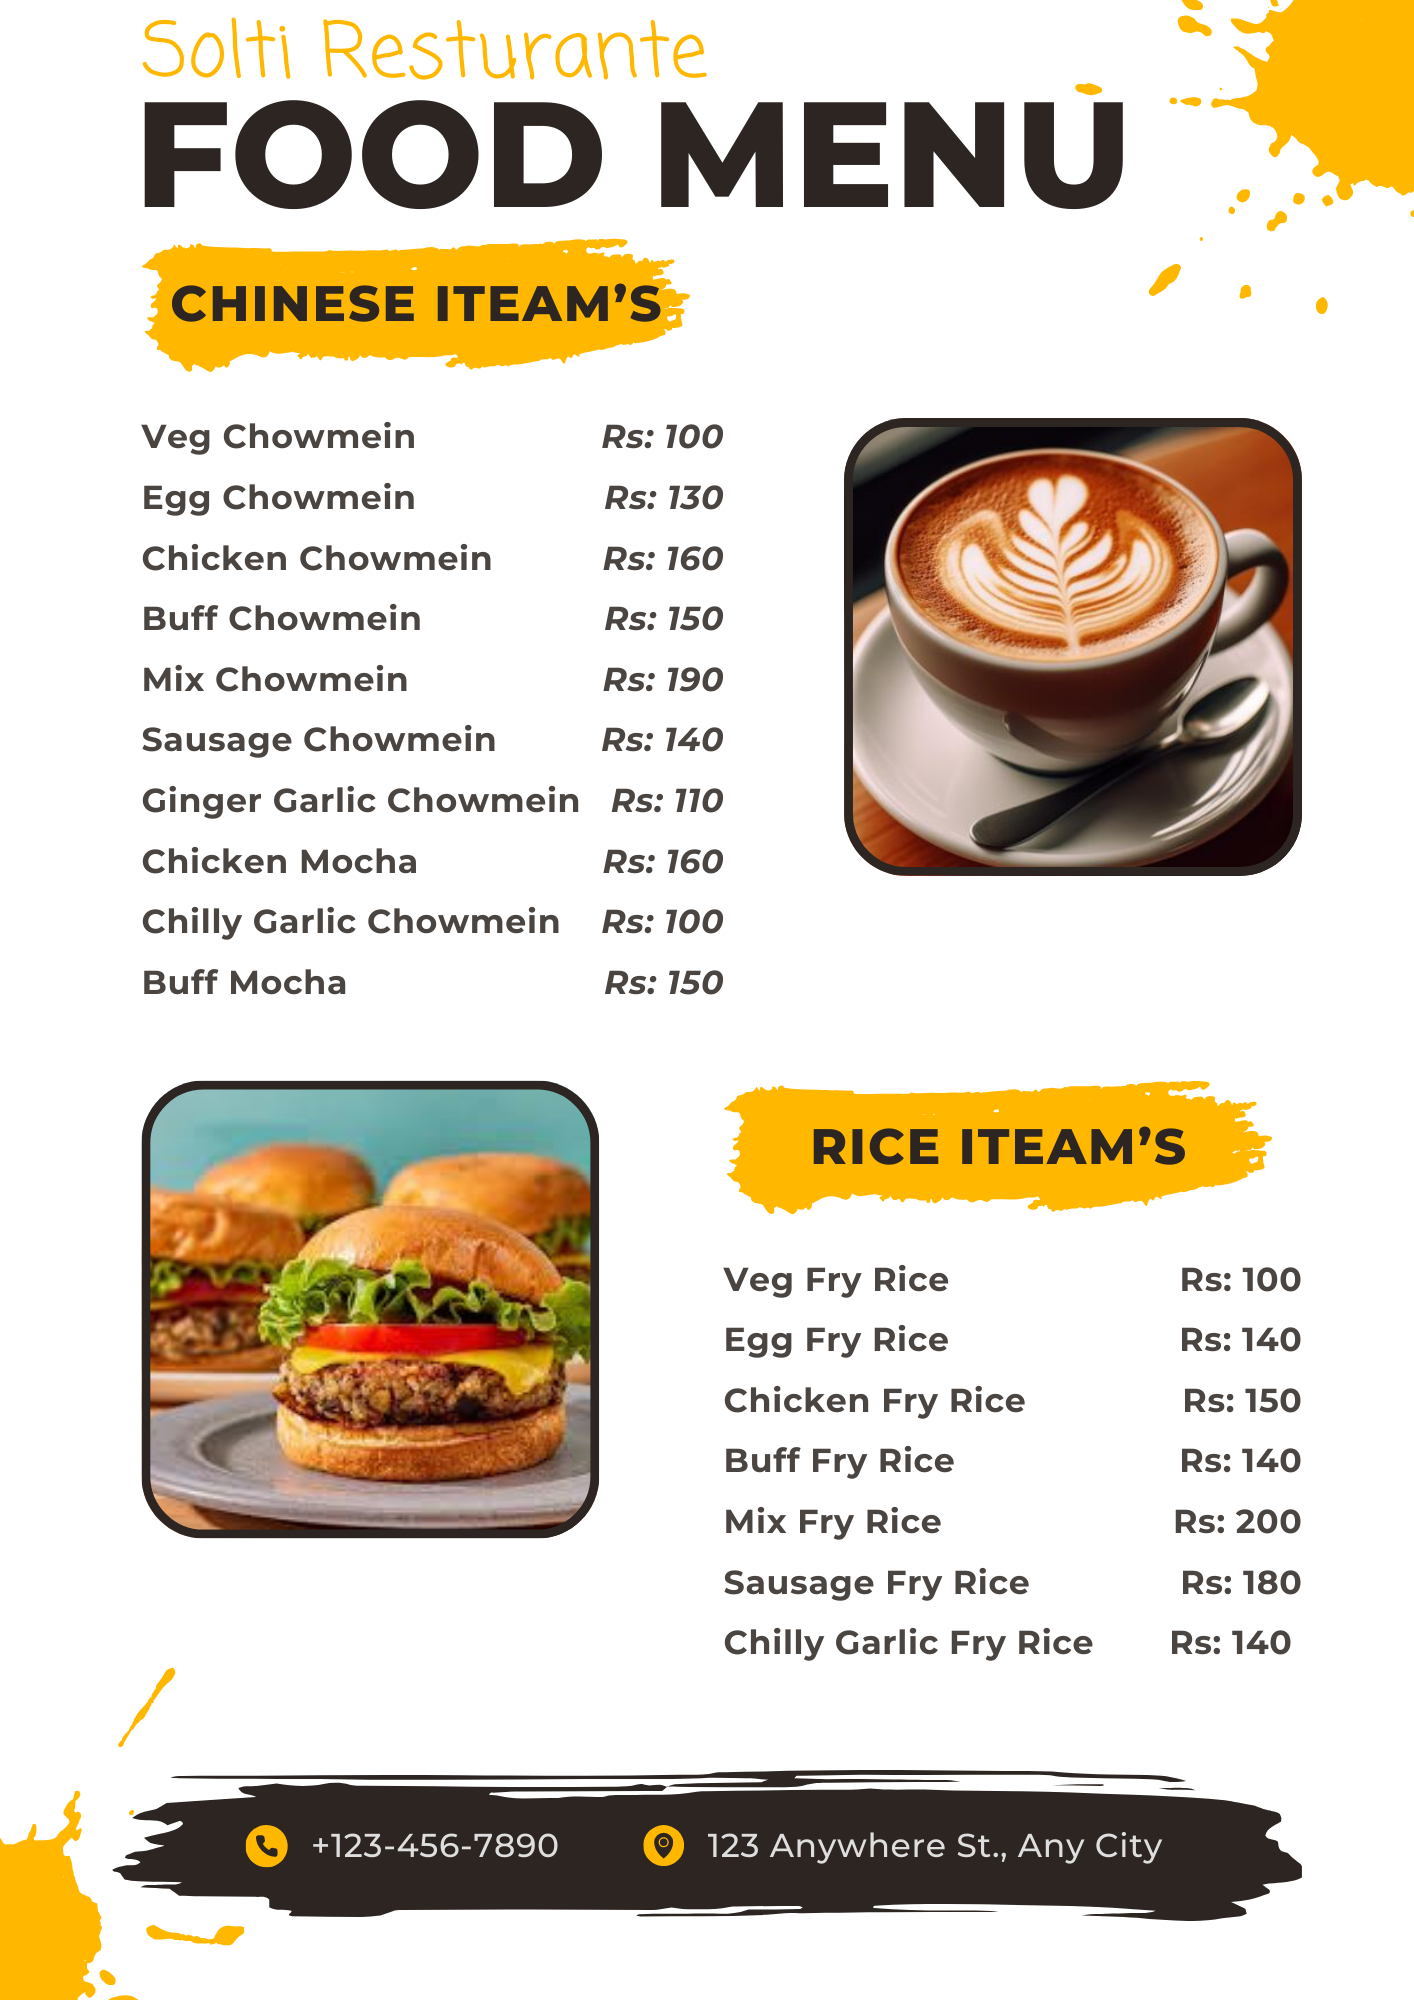 Solti Resturante
FOOD MENU
CHINESE ITEAM'S
Veg Chowmein Rs: 100
Egg Chowmein Rs: 130
Chicken Chowmein Rs: 160
Buff Chowmein Rs: 150
Mix Chowmein Rs: 190
Sausage Chowmein Rs: 140
Ginger Garlic Chowmein Rs: 110
Chicken Mocha Rs: 160
Chilly Garlic Chowmein Rs: 100
Buff Mocha Rs: 150
RICE ITEAM'S
Veg Fry Rice Rs: 100
Egg Fry Rice Rs: 140
Chicken Fry Rice Rs: 150
Buff Fry Rice Rs: 140
Mix Fry Rice Rs: 200
Sausage Fry Rice Rs: 180
Chilly Garlic Fry Rice Rs: 140
+123-456-7890 123 Anywhere St., Any City